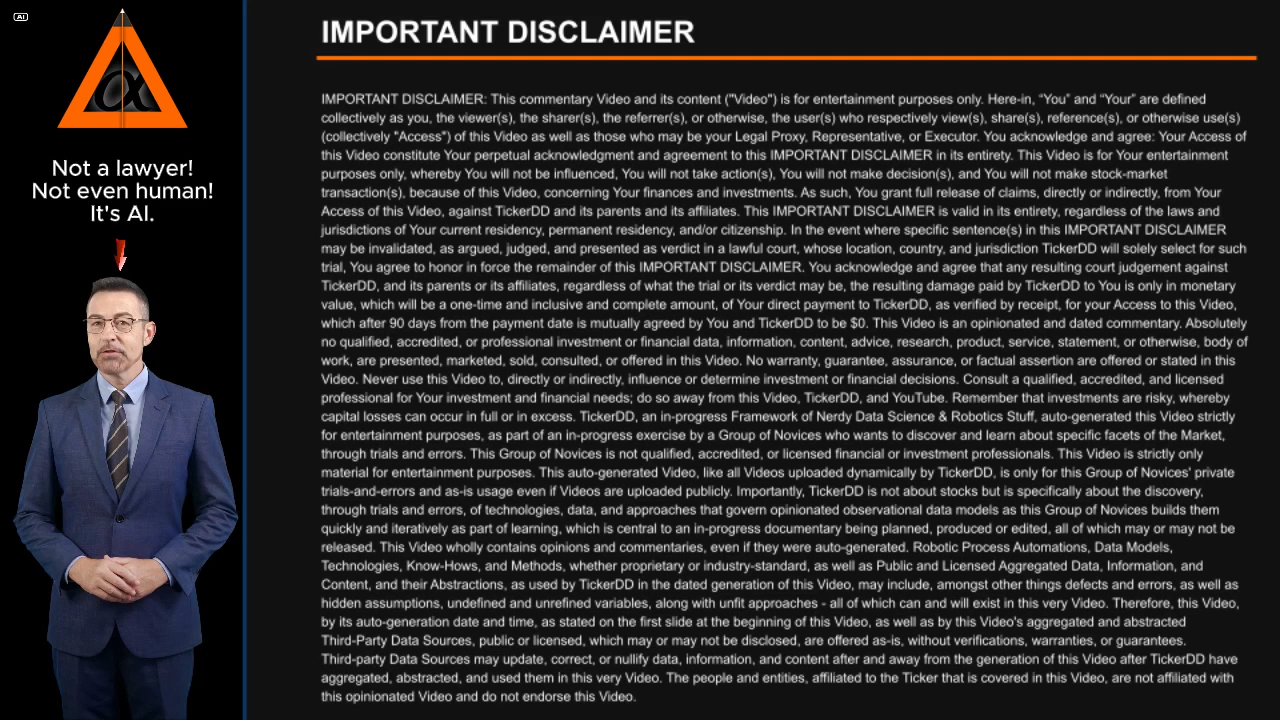 AI
α
Not a lawyer!
Not even human!
It's AI.
IMPORTANT DISCLAIMER
IMPORTANT DISCLAIMER: This commentary Video and its content ("Video") is for entertainment purposes only. Here-in, “You” and “Your” are defined
collectively as you, the viewer(s), the sharer(s), the referrer(s), or otherwise, the user(s) who respectively view(s), share(s), reference(s), or otherwise use(s)
(collectively "Access") of this Video as well as those who may be your Legal Proxy, Representative, or Executor. You acknowledge and agree: Your Access of
this Video constitute Your perpetual acknowledgment and agreement to this IMPORTANT DISCLAIMER in its entirety. This Video is for Your entertainment
purposes only, whereby You will not be influenced, You will not take action(s), You will not make decision(s), and You will not make stock-market
transaction(s), because of this Video, concerning Your finances and investments. As such, You grant full release of claims, directly or indirectly, from Your
Access of this Video, against TickerDD and its parents and its affiliates. This IMPORTANT DISCLAIMER is valid in its entirety, regardless of the laws and
jurisdictions of Your current residency, permanent residency, and/or citizenship. In the event where specific sentence(s) in this IMPORTANT DISCLAIMER
may be invalidated, as argued, judged, and presented as verdict in a lawful court, whose location, country, and jurisdiction TickerDD will solely select for such
trial, You agree to honor in force the remainder of this IMPORTANT DISCLAIMER. You acknowledge and agree that any resulting court judgement against
TickerDD, and its parents or its affiliates, regardless of what the trial or its verdict may be, the resulting damage paid by TickerDD to You is only in monetary
value, which will be a one-time and inclusive and complete amount, of Your direct payment to TickerDD, as verified by receipt, for your Access to this Video,
which after 90 days from the payment date is mutually agreed by You and TickerDD to be $0. This Video is an opinionated and dated commentary. Absolutely
no qualified, accredited, or professional investment or financial data, information, content, advice, research, product, service, statement, or otherwise, body of
work, are presented, marketed, sold, consulted, or offered in this Video. No warranty, guarantee, assurance, or factual assertion are offered or stated in this
Video. Never use this Video to, directly or indirectly, influence or determine investment or financial decisions. Consult a qualified, accredited, and licensed
professional for Your investment and financial needs; do so away from this Video, TickerDD, and YouTube. Remember that investments are risky, whereby
capital losses can occur in full or in excess. TickerDD, an in-progress Framework of Nerdy Data Science & Robotics Stuff, auto-generated this Video strictly
for entertainment purposes, as part of an in-progress exercise by a Group of Novices who wants to discover and learn about specific facets of the Market,
through trials and errors. This Group of Novices is not qualified, accredited, or licensed financial or investment professionals. This Video is strictly only
material for entertainment purposes. This auto-generated Video, like all Videos uploaded dynamically by TickerDD, is only for this Group of Novices' private
trials-and-errors and as-is usage even if Videos are uploaded publicly. Importantly, TickerDD is not about stocks but is specifically about the discovery,
through trials and errors, of technologies, data, and approaches that govern opinionated observational data models as this Group of Novices builds them
quickly and iteratively as part of learning, which is central to an in-progress documentary being planned, produced or edited, all of which may or may not be
released. This Video wholly contains opinions and commentaries, even if they were auto-generated. Robotic Process Automations, Data Models,
Technologies, Know-Hows, and Methods, whether proprietary or industry-standard, as well as Public and Licensed Aggregated Data, Information, and
Content, and their Abstractions, as used by TickerDD in the dated generation of this Video, may include, amongst other things defects and errors, as well as
hidden assumptions, undefined and unrefined variables, along with unfit approaches - all of which can and will exist in this very Video. Therefore, this Video,
by its auto-generation date and time, as stated on the first slide at the beginning of this Video, as well as by this Video's aggregated and abstracted
Third-Party Data Sources, public or licensed, which may or may not be disclosed, are offered as-is, without verifications, warranties, or guarantees.
Third-party Data Sources may update, correct, or nullify data, information, and content after and away from the generation of this Video after TickerDD have
aggregated, abstracted, and used them in this very Video. The people and entities, affiliated to the Ticker that is covered in this Video, are not affiliated with
this opinionated Video and do not endorse this Video.